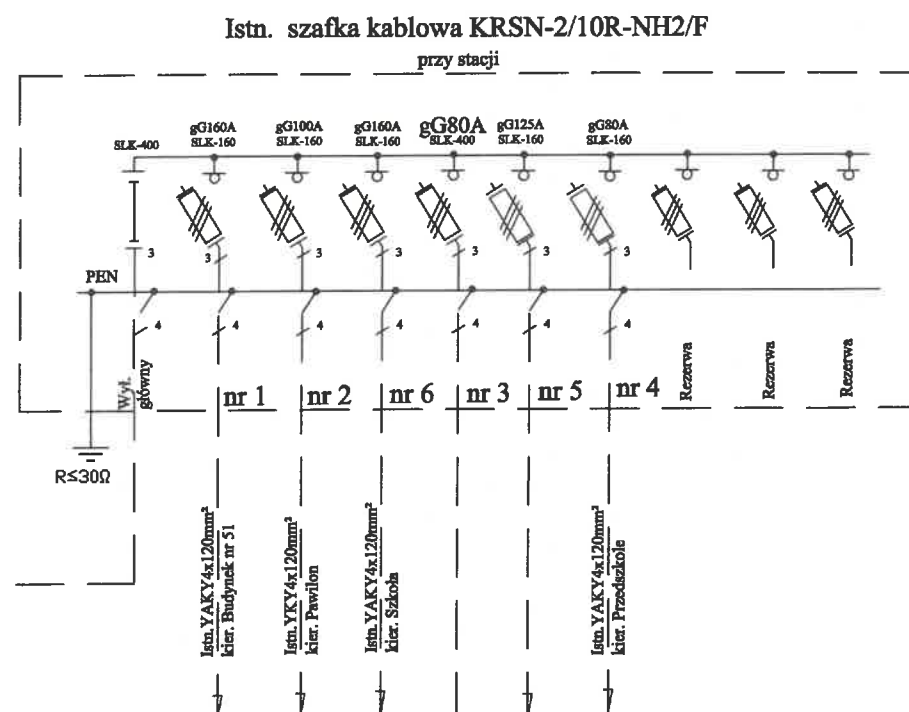 Istn. szafka kablowa KRSN-2/10R-NH2/F
przy stacji
SLK-400
gG160A
SLK-160
gG100A
SLK-160
gG160A
SLK-160
gG80A
SLK-400
gG125A
SLK-160
gG80A
SLK-160
3
3
3
3
3
3
3
PEN
4
4
4
4
4
4
4
Wył.
główny
nr 1
nr 2
nr 6
nr 3
nr 5
nr 4
Rezerwa
Rezerwa
Rezerwa
R≤30Ω
Istn.YAKY4x120mm²
kier. Budynek nr 51
Istn.YKY4x120mm²
kier. Pawilon
Istn.YAKY4x120mm²
kier. Szkoła
Istn.YAKY4x120mm²
kier. Przedszkole